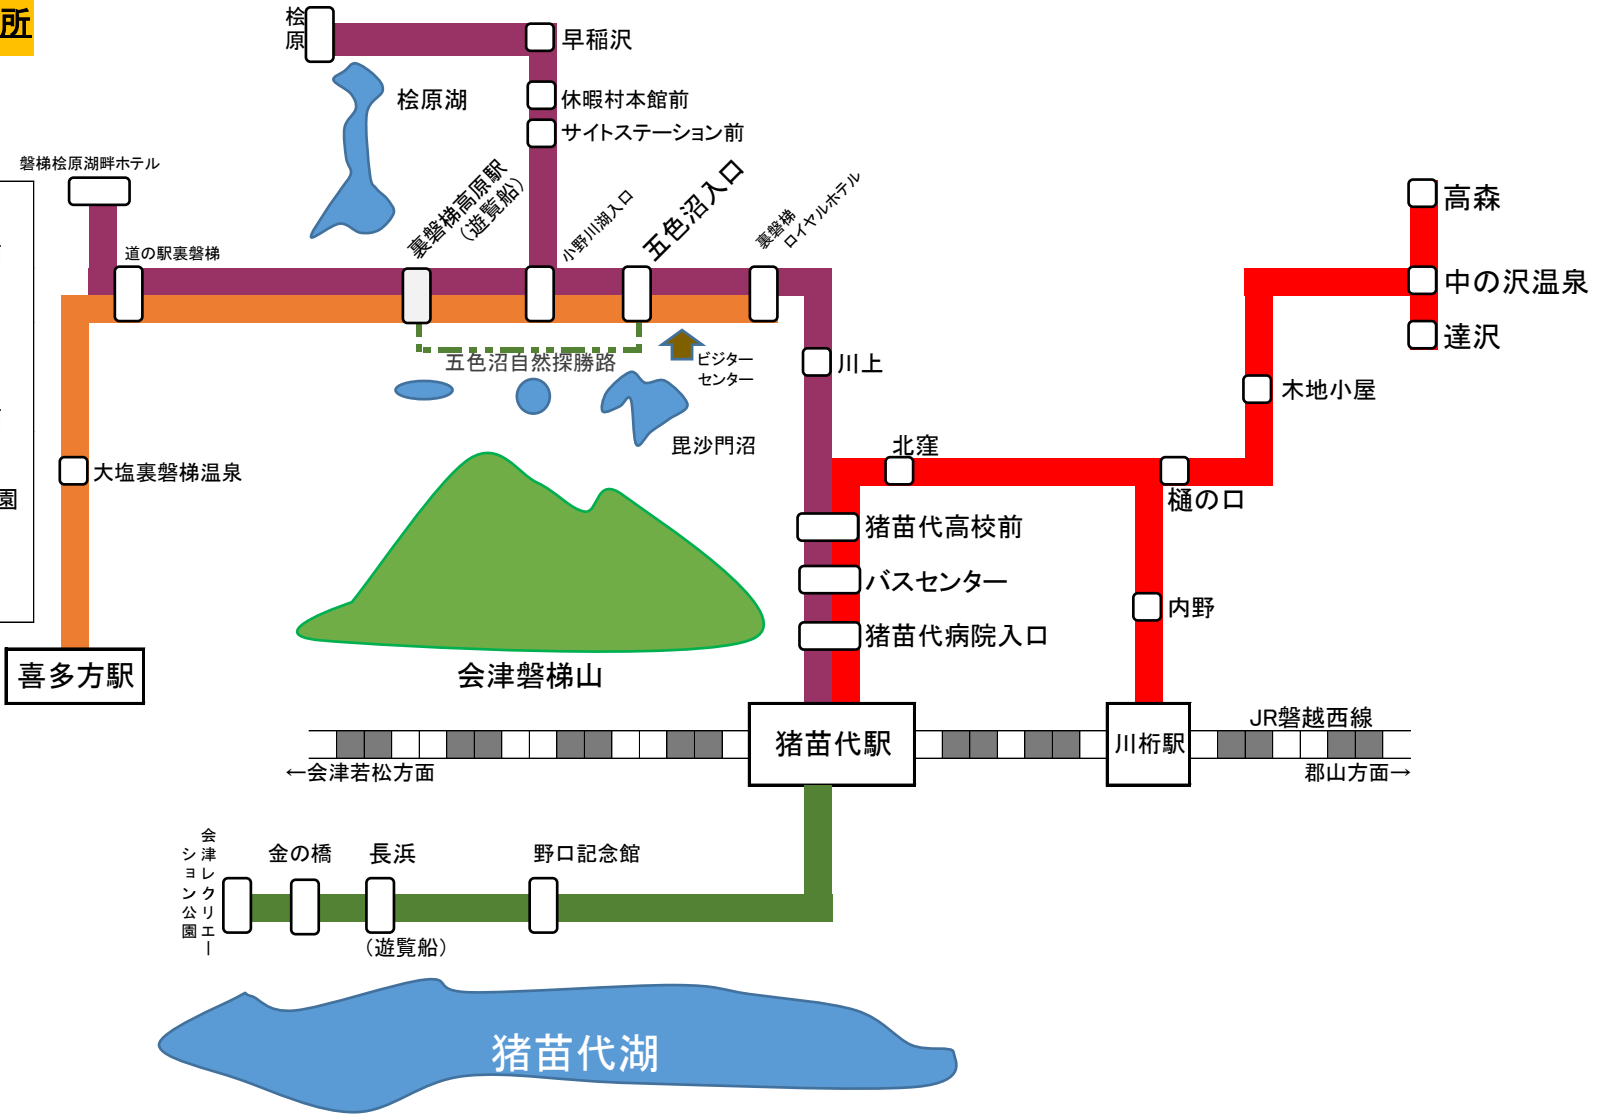 所
桧原
早稲沢
桧原湖
休暇村本館前
サイトステーション前
磐梯桧原湖畔ホテル
裏磐梯高原駅
(遊覧船)
小野川湖入口
五色沼入口
裏磐梯
ロイヤルホテル
高森
道の駅裏磐梯
中の沢温泉
達沢
五色沼自然探勝路
ビジター
センター
川上
木地小屋
毘沙門沼
北窪
大塩裏磐梯温泉
樋の口
園
猪苗代高校前
バスセンター
内野
猪苗代病院入口
喜多方駅
会津磐梯山
JR磐越西線
猪苗代駅
川桁駅
←会津若松方面
郡山方面→
会津レクリエー
ション公園
金の橋
長浜
野口記念館
(遊覧船)
猪苗代湖